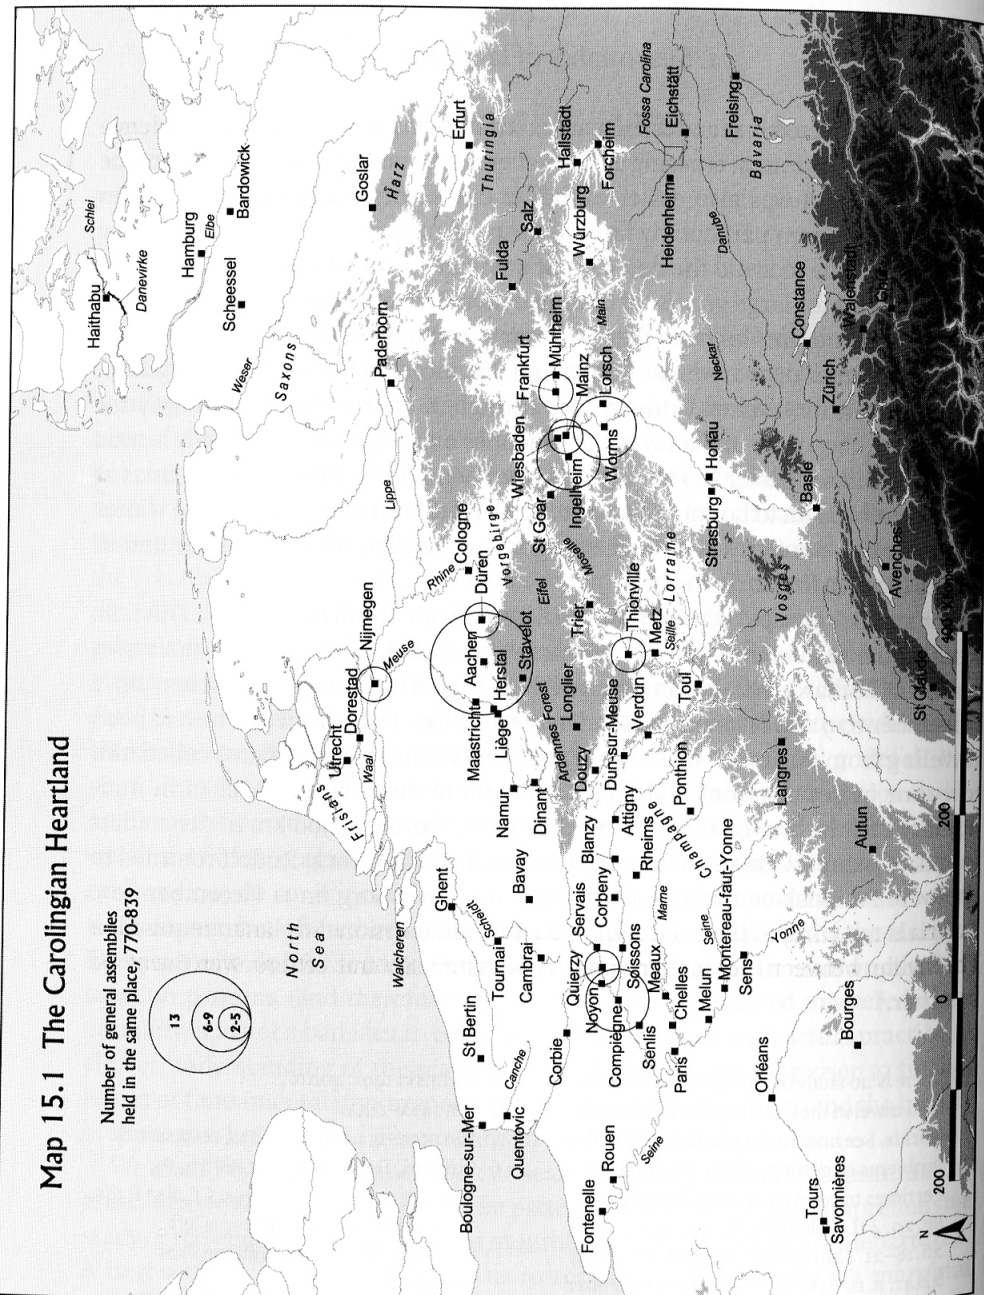 Map 15.1 The Carolingian Heartland
Number of general assemblies
held in the same place, 770-839
13
6-9
2-5
North
Sea
Frisians
Saxons
Haithabu
Schlei
Danevirke
Hamburg
Elbe
Bardowick
Scheessel
Weser
Goslar
Harz
Paderborn
Lippe
Utrecht
Dorestad
Nijmegen
Waal
Meuse
Walcheren
Ghent
Scheldt
Tournai
St Bertin
Boulogne-sur-Mer
Quentovic
Canche
Cambrai
Bavay
Namur
Dinant
Maastricht
Liège
Herstal
Aachen
Stavelot
Düren
Cologne
Rhine
Vorgebirge
Eifel
Erfurt
Thuringia
Fulda
Salz
Hallstadt
Forcheim
Würzburg
Main
Fossa Carolina
Eichstätt
Heidenheim
Danube
Freising
Bavaria
Frankfurt
Mühlheim
Wiesbaden
Mainz
Lorsch
Ingelheim
Worms
St Goar
Moselle
Trier
Neckar
Ardennes Forest
Longlier
Douzy
Dun-sur-Meuse
Verdun
Thionville
Metz
Seille
Lorraine
Toul
Strasburg
Honau
Vosges
Basle
Zürich
Constance
Walenstadt
Chur
Avenches
St Claude
Corbie
Quierzy
Servais
Noyon
Corbeny
Blanzy
Attigny
Compiègne
Soissons
Rheims
Champagne
Ponthion
Marne
Senlis
Meaux
Chelles
Paris
Melun
Seine
Montereau-faut-Yonne
Sens
Yonne
Langres
Autun
Fontenelle
Rouen
Seine
Orléans
Bourges
Tours
Savonnières
N
200
0
200